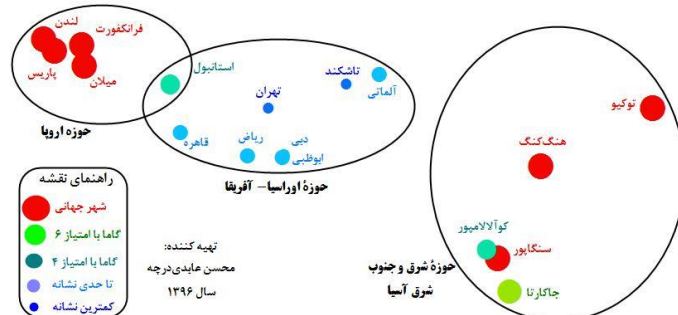 لندن
فرانکفورت
پاریس
میلان
حوزه اروپا
استانبول
تاشکند
آلماتی
تهران
قاهره
ریاض
دبی
ابوظبی
حوزهٔ اوراسیا - آفریقا
توکیو
هنگ‌کنگ
کوآلالامپور
سنگاپور
جاکارتا
حوزهٔ شرق و جنوب
شرق آسیا
راهنمای نقشه
شهر جهانی
گاما با امتیاز ۶
گاما با امتیاز ۴
تا حدی نشانه
کمترین نشانه
تهیه کننده:
محسن عابدی‌درچه
سال ۱۳۹۶